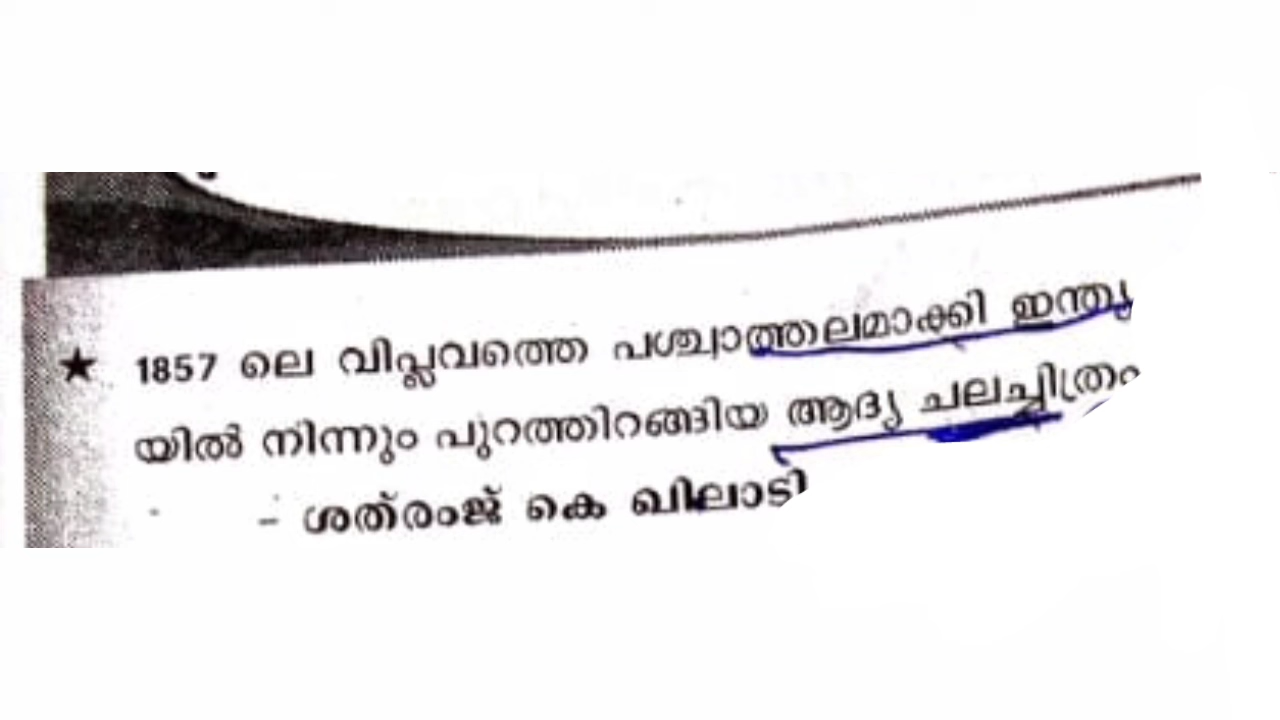 ★ 1857 ലെ വിപ്ലവത്തെ പശ്ചാത്തലമാക്കി ഇന്ത്യ
യിൽ നിന്നും പുറത്തിറങ്ങിയ ആദ്യ ചലച്ചിത്രം
- ശത്രംജ് കെ ഖിലാടി